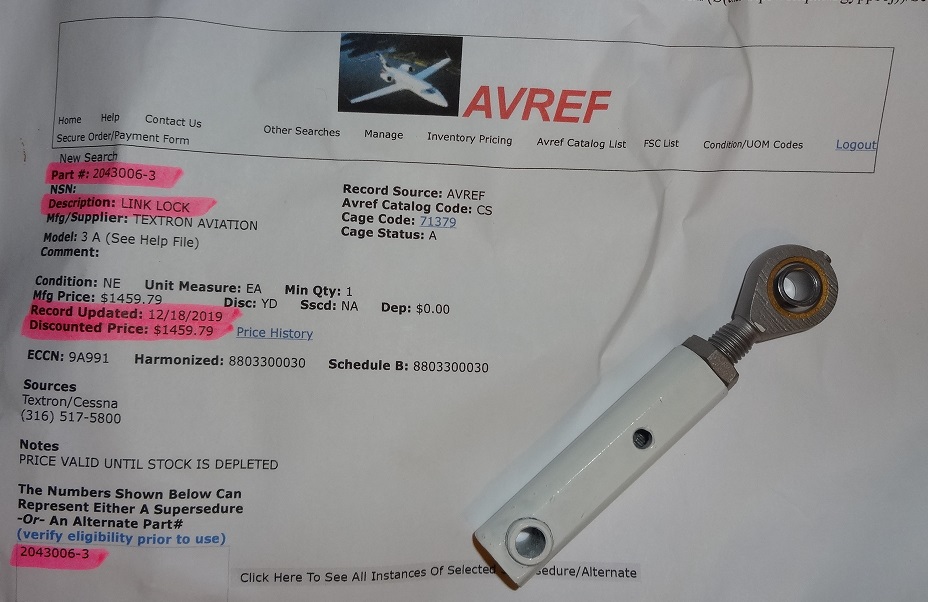 AVREF
Home Help Contact Us
Secure Order/Payment Form
Other Searches Manage Inventory Pricing Avref Catalog List FSC List Condition/UOM Codes Logout
New Search
Part #: 2043006-3
NSN:
Description: LINK LOCK
Mfg/Supplier: TEXTRON AVIATION
Model: 3 A (See Help File)
Comment:
Record Source: AVREF
Avref Catalog Code: CS
Cage Code: 71379
Cage Status: A
Condition: NE Unit Measure: EA Min Qty: 1
Mfg Price: $1459.79 Disc: YD Sscd: NA Dep: $0.00
Record Updated: 12/18/2019
Discounted Price: $1459.79 Price History
ECCN: 9A991 Harmonized: 8803300030 Schedule B: 8803300030
Sources
Textron/Cessna
(316) 517-5800
Notes
PRICE VALID UNTIL STOCK IS DEPLETED
The Numbers Shown Below Can
Represent Either A Supersedure
-Or- An Alternate Part#
(verify eligibility prior to use)
2043006-3
Click Here To See All Instances Of Selected sedure/Alternate